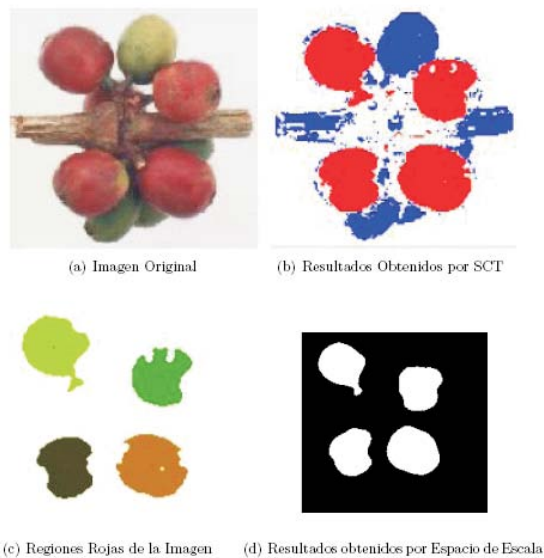 (a) Imagen Original
(b) Resultados Obtenidos por SCT
(c) Regiones Rojas de la Imagen
(d) Resultados obtenidos por Espacio de Escala